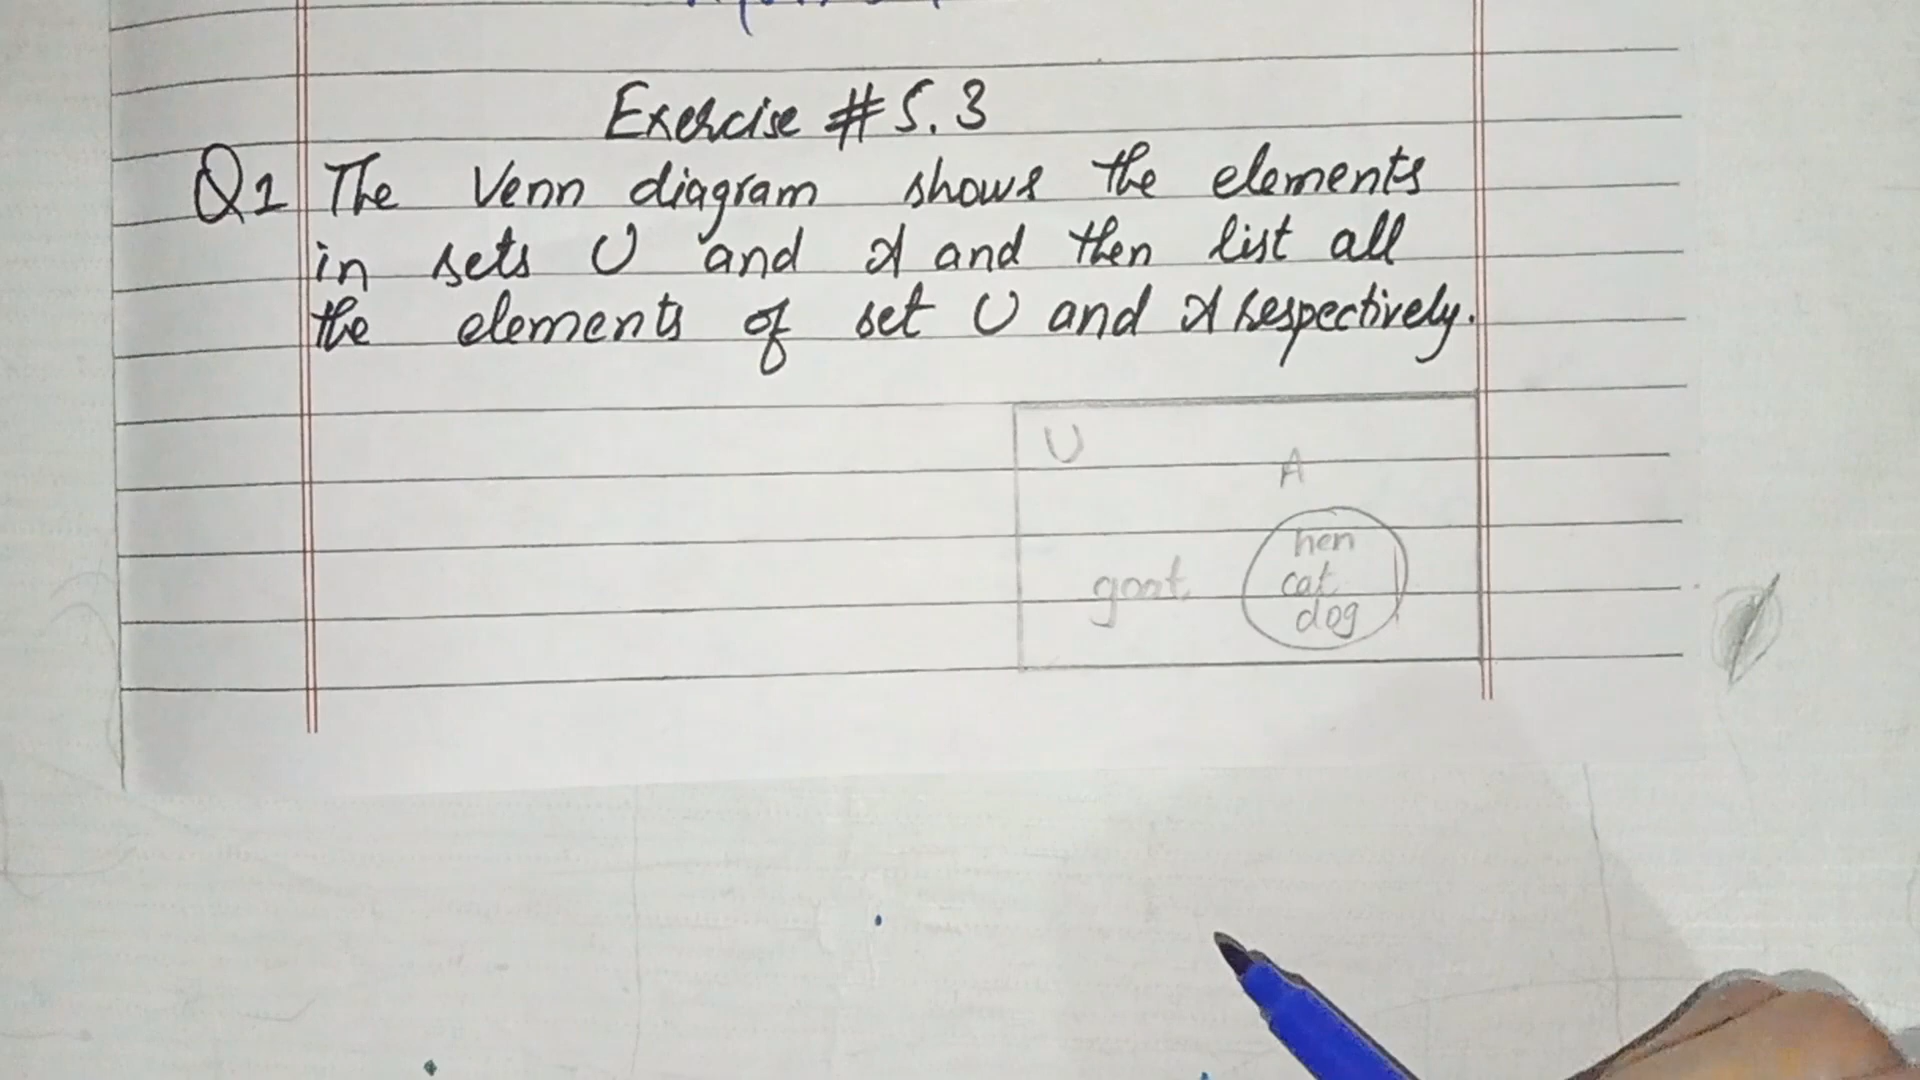 Exercise # 5.3
Q1 The Venn diagram shows the elements
in sets U and A and then list all
the elements of set U and A respectively.
U
A
hen
goat cat
dog